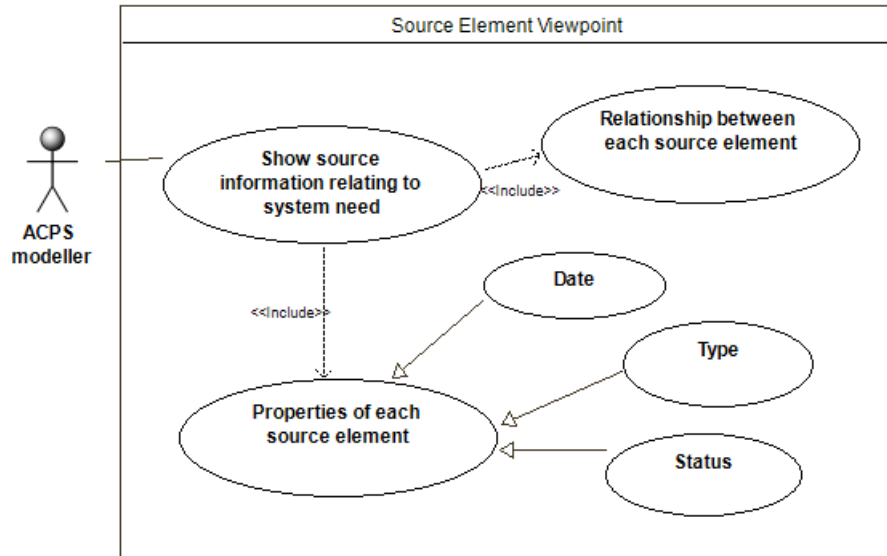 Source Element Viewpoint
Relationship between
each source element
Show source
information relating to
system need
<<Include>>
ACPS
modeller
Date
<<Include>>
Type
Properties of each
source element
Status